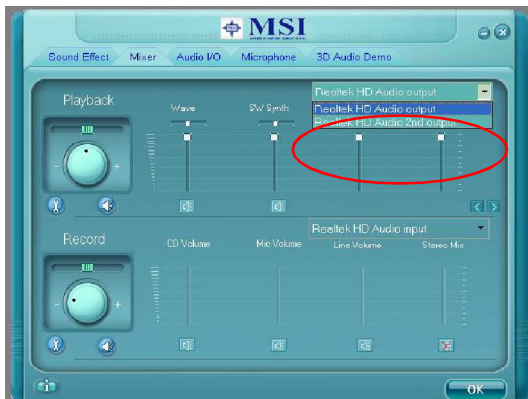 MSI
Sound Effect Mixer Audio I/O Microphone 3D Audio Demo
Realtek HD Audio output
Playback
Wave
SW Synth
Realtek HD Audio output
Realtek HD Audio 2nd output
Realtek HD Audio input
Record
CD Volume
Mic Volume
Line Volume
Stereo Mix
OK